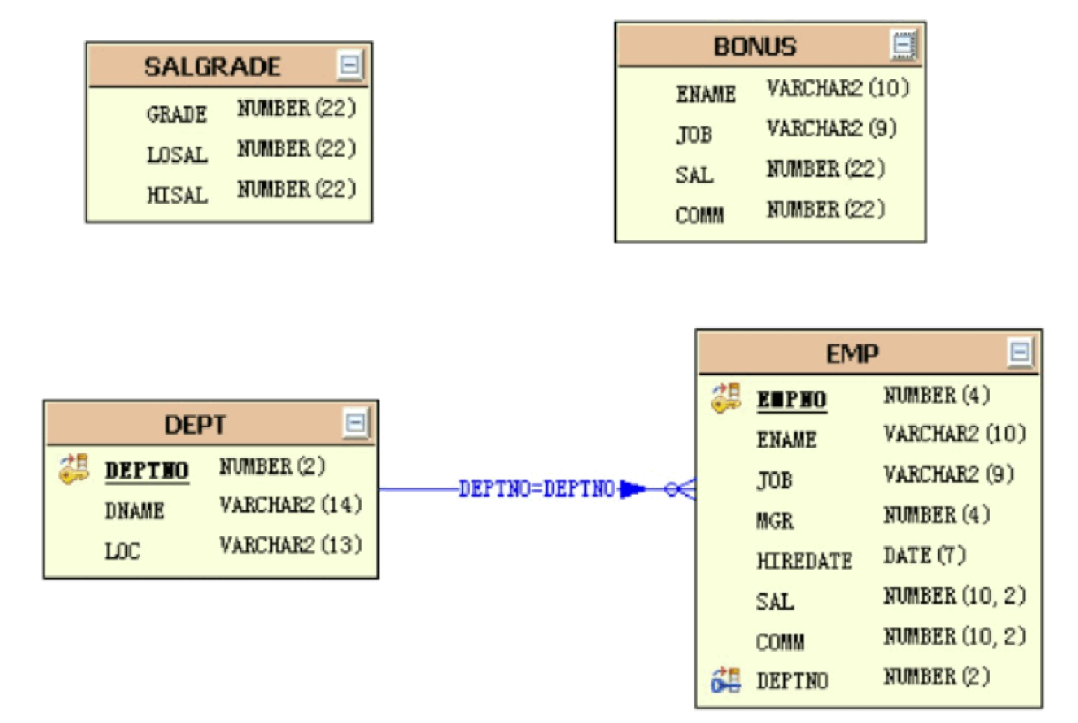 SALGRADE
GRADE NUMBER(22)
LOSAL NUMBER(22)
HISAL NUMBER(22)
BONUS
ENAME VARCHAR2(10)
JOB VARCHAR2(9)
SAL NUMBER(22)
COMM NUMBER(22)
DEPT
DEPTNO NUMBER(2)
DNAME VARCHAR2(14)
LOC VARCHAR2(13)
DEPTNO=DEPTNO
EMP
EMPNO NUMBER(4)
ENAME VARCHAR2(10)
JOB VARCHAR2(9)
MGR NUMBER(4)
HIREDATE DATE(7)
SAL NUMBER(10, 2)
COMM NUMBER(10, 2)
DEPTNO NUMBER(2)